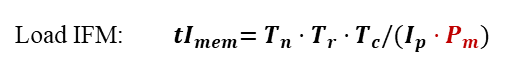 Load IFM: tI_mem = T_n · T_r · T_c/(I_p · P_m)